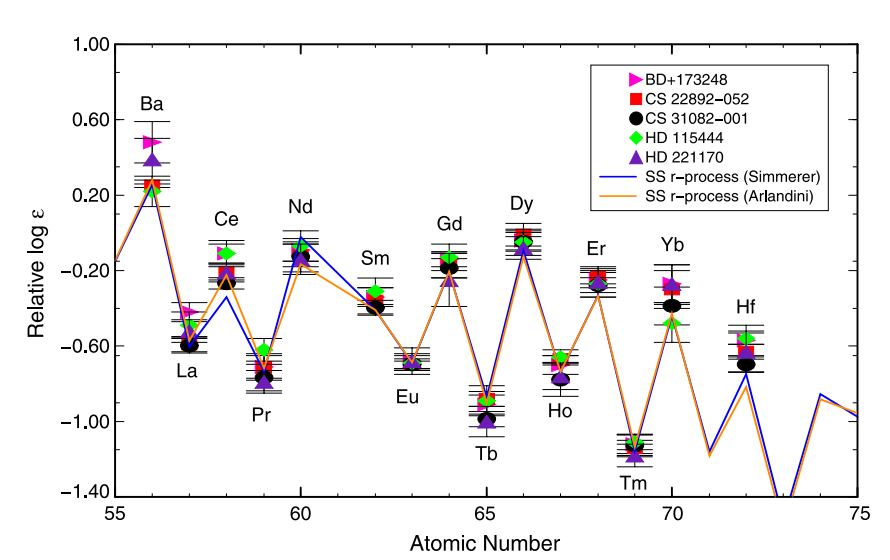 1.00
0.60
0.20
−0.20
−0.60
−1.00
−1.40
Relative log ε
55
60
65
70
75
Atomic Number
BD+173248
CS 22892−052
CS 31082−001
HD 115444
HD 221170
SS r−process (Simmerer)
SS r−process (Arlandini)
Ba
La
Ce
Pr
Nd
Sm
Eu
Gd
Tb
Dy
Ho
Er
Tm
Yb
Hf